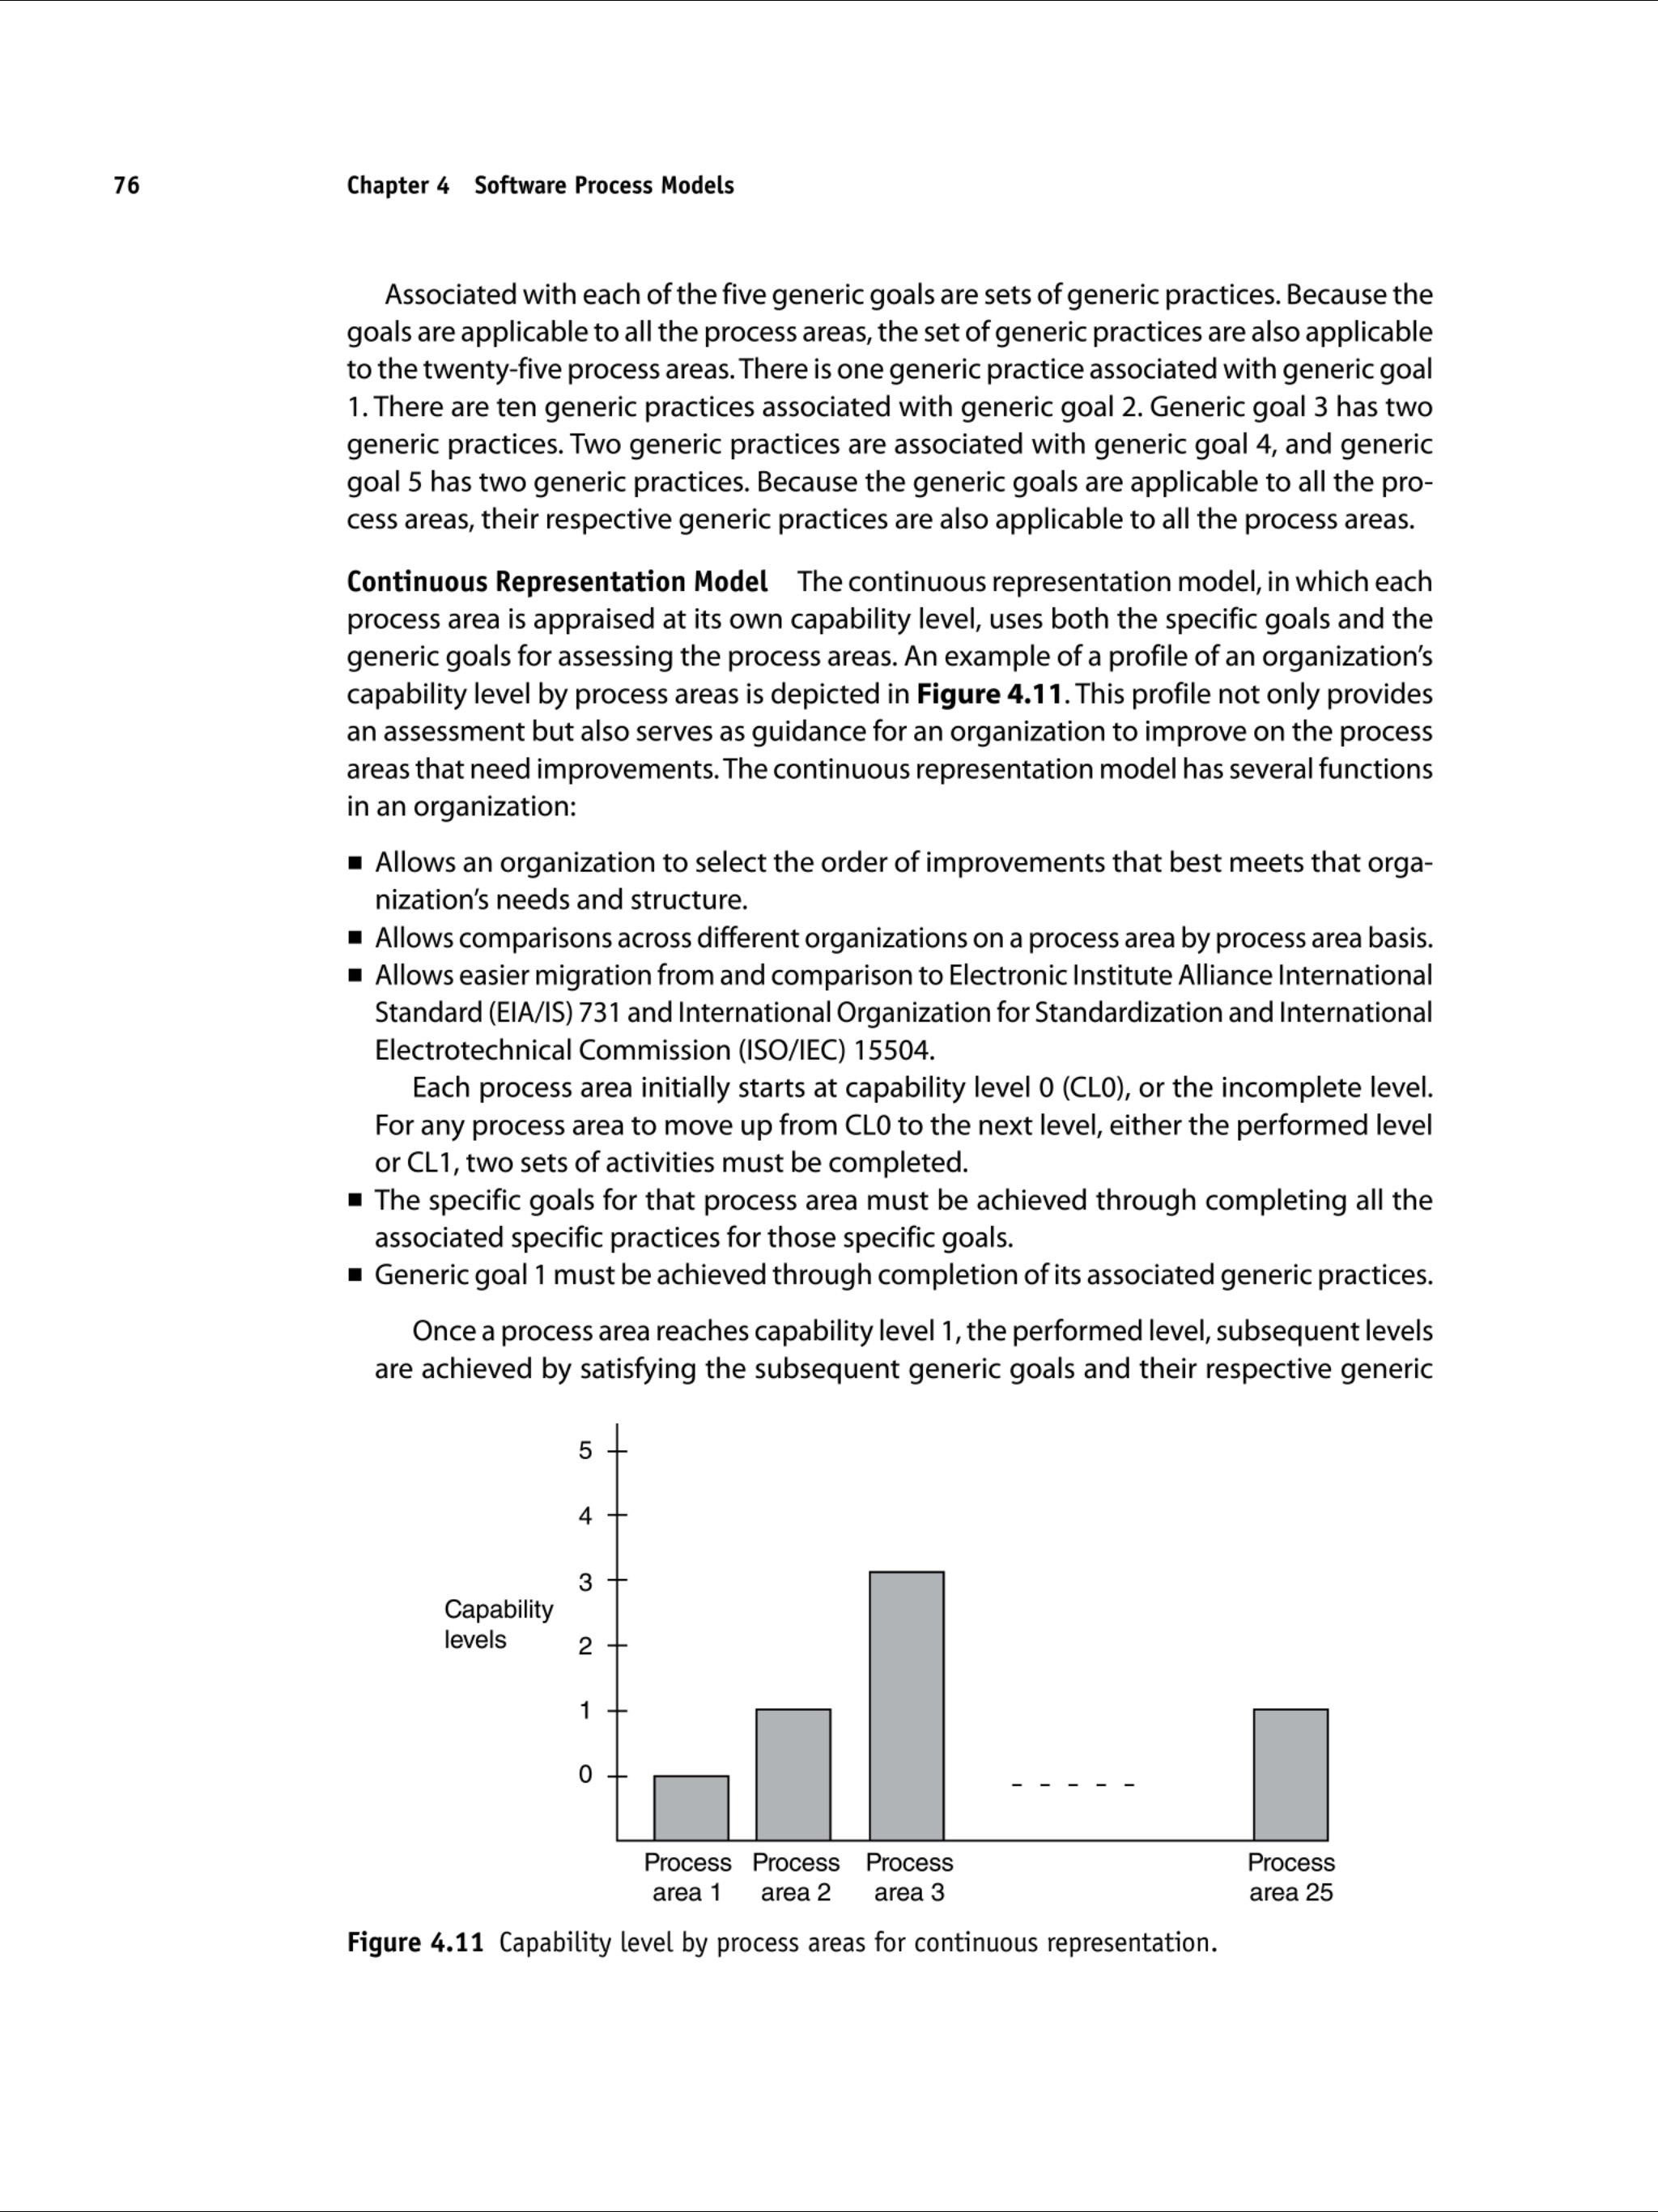 76
Chapter 4 Software Process Models
Associated with each of the five generic goals are sets of generic practices. Because the
goals are applicable to all the process areas, the set of generic practices are also applicable
to the twenty-five process areas. There is one generic practice associated with generic goal
1. There are ten generic practices associated with generic goal 2. Generic goal 3 has two
generic practices. Two generic practices are associated with generic goal 4, and generic
goal 5 has two generic practices. Because the generic goals are applicable to all the pro-
cess areas, their respective generic practices are also applicable to all the process areas.
Continuous Representation Model The continuous representation model, in which each
process area is appraised at its own capability level, uses both the specific goals and the
generic goals for assessing the process areas. An example of a profile of an organization's
capability level by process areas is depicted in Figure 4.11. This profile not only provides
an assessment but also serves as guidance for an organization to improve on the process
areas that need improvements. The continuous representation model has several functions
in an organization:
■ Allows an organization to select the order of improvements that best meets that orga-
nization's needs and structure.
■ Allows comparisons across different organizations on a process area by process area basis.
■ Allows easier migration from and comparison to Electronic Institute Alliance International
Standard (EIA/IS) 731 and International Organization for Standardization and International
Electrotechnical Commission (ISO/IEC) 15504.
Each process area initially starts at capability level 0 (CL0), or the incomplete level.
For any process area to move up from CL0 to the next level, either the performed level
or CL1, two sets of activities must be completed.
■ The specific goals for that process area must be achieved through completing all the
associated specific practices for those specific goals.
■ Generic goal 1 must be achieved through completion of its associated generic practices.
Once a process area reaches capability level 1, the performed level, subsequent levels
are achieved by satisfying the subsequent generic goals and their respective generic
5
4
3
Capability
levels
2
1
0
Process
area 1
Process
area 2
Process
area 3
Process
area 25
Figure 4.11 Capability level by process areas for continuous representation.